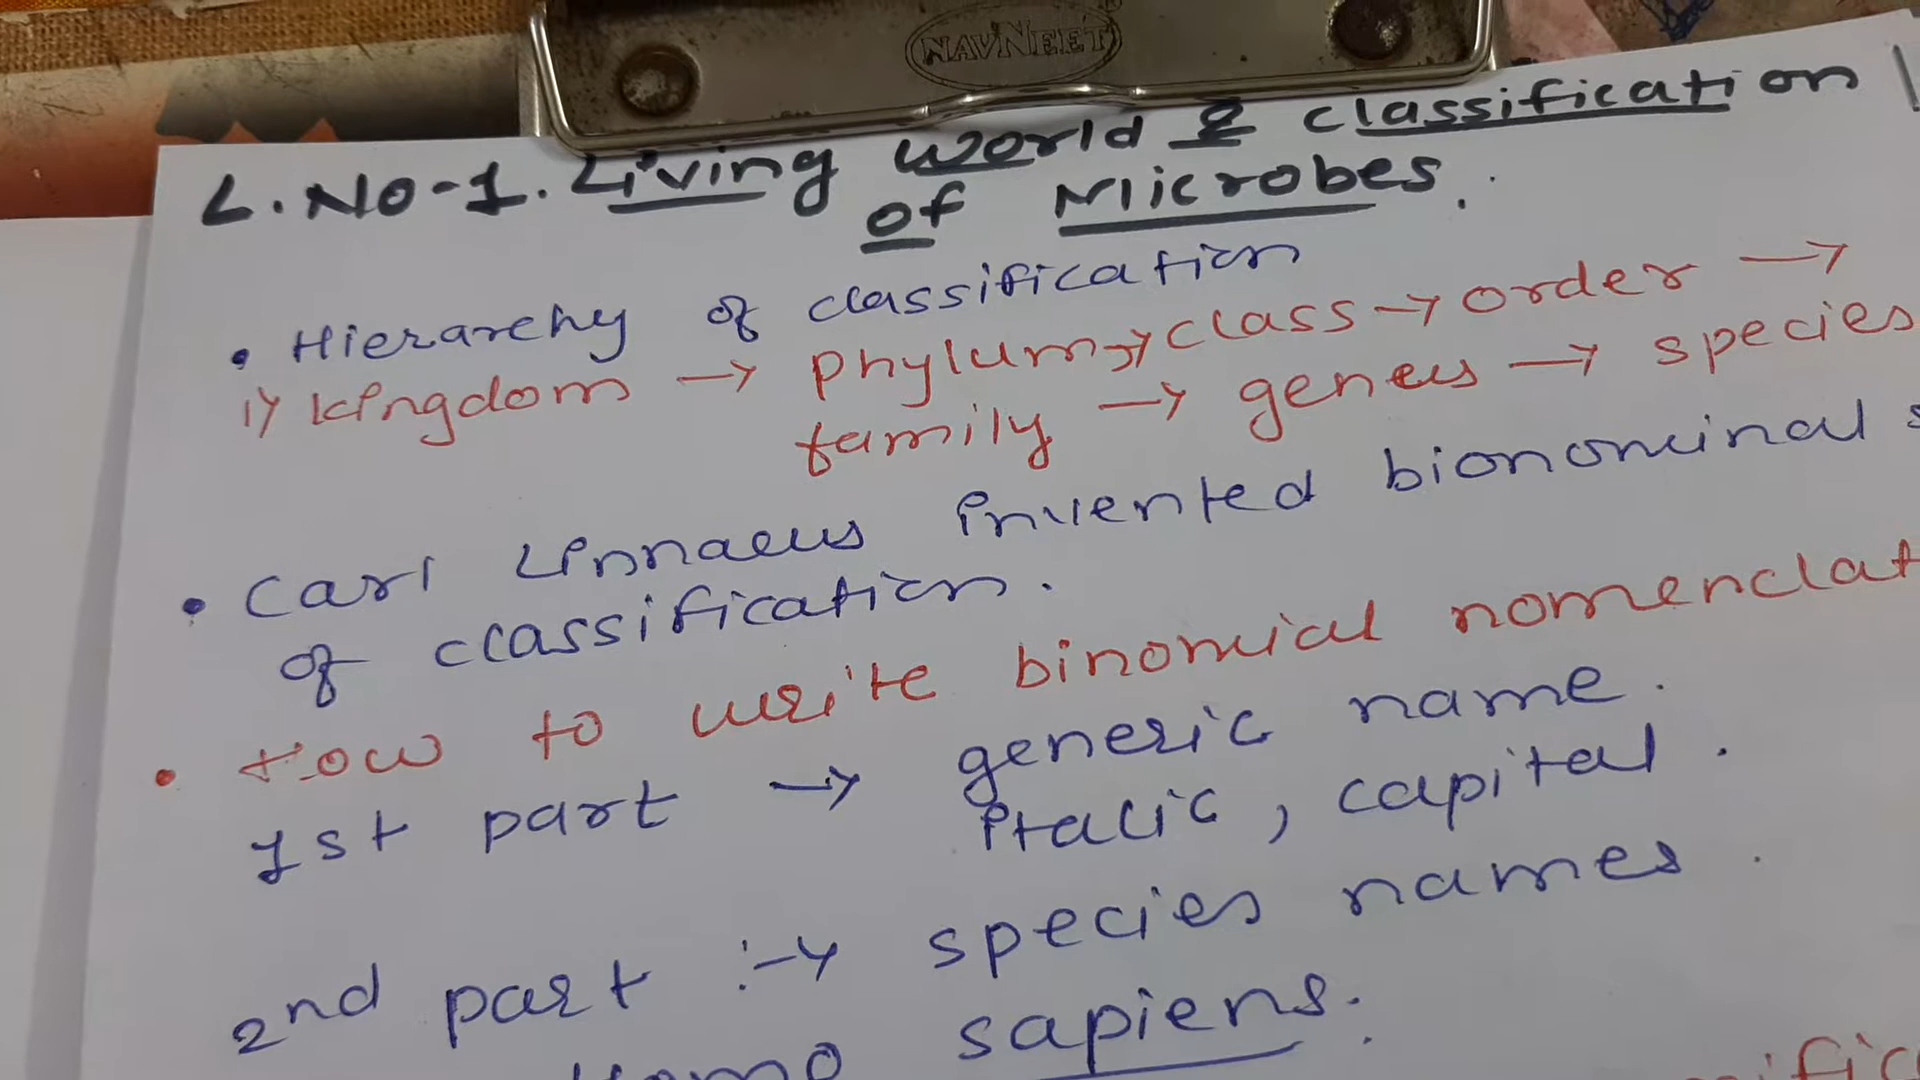 NAVNEET
L.No-1. Living world & classification
of Microbes.
• Hierarchy of classification
1) Kingdom → phylum → class → order →
family → genus → species
• Carl Linnaeus invented bionominal
of classification.
• How to write binomial nomenclat
1st part → generic name.
italic, capital.
2nd part :→ species names
Homo sapiens.